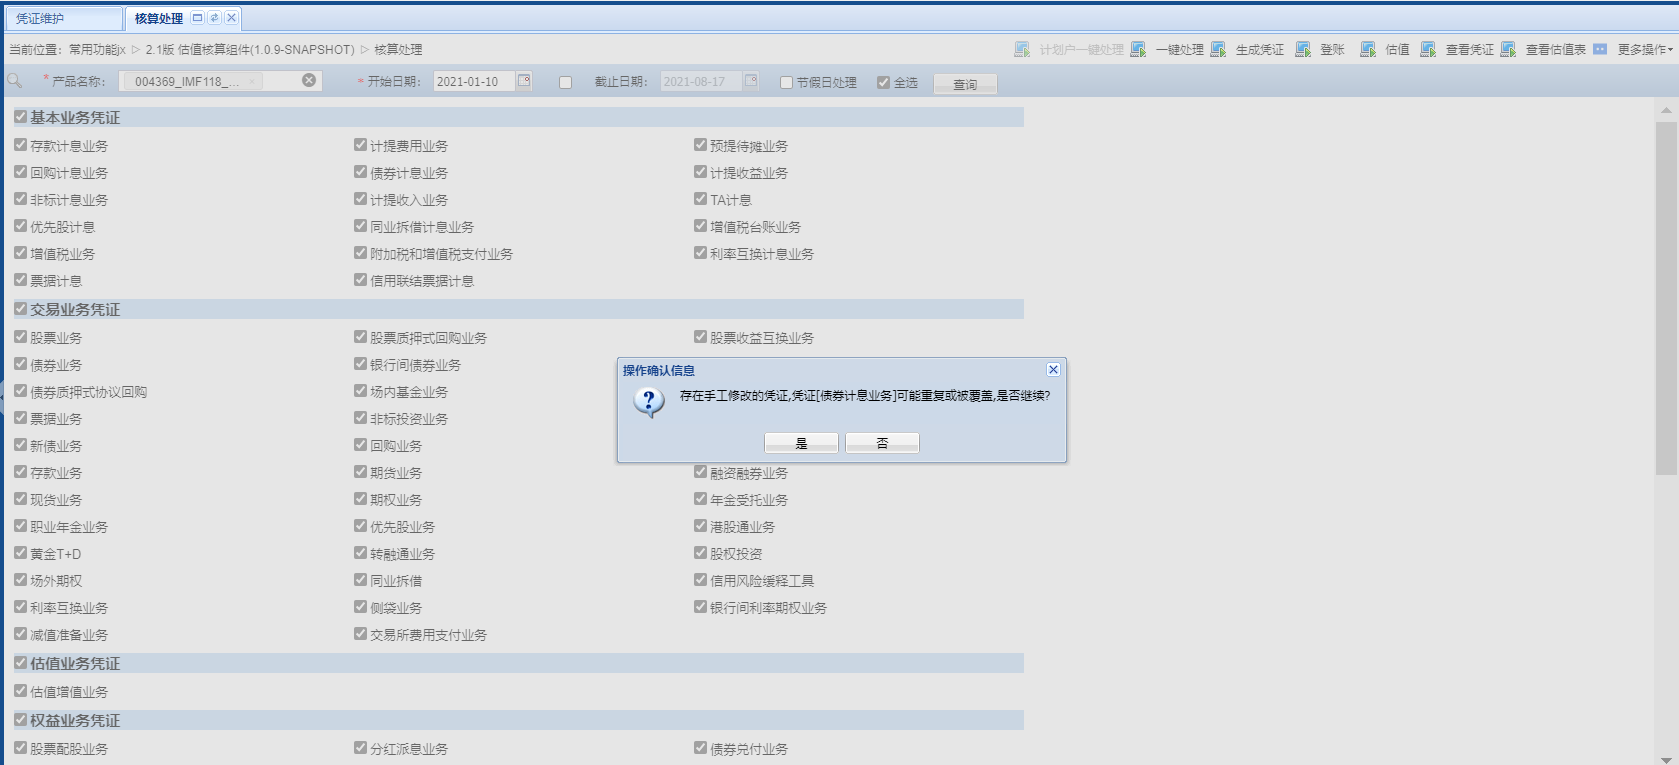 凭证维护 核算处理
当前位置：常用功能jx ▷ 2.1版 估值核算组件(1.0.9-SNAPSHOT) ▷ 核算处理 计划户一键处理 一键处理 生成凭证 登账 估值 查看凭证 查看估值表 更多操作
*产品名称： 004369_IMF118_... *开始日期： 2021-01-10 截止日期： 2021-08-17 节假日处理 全选 查询
基本业务凭证
存款计息业务 计提费用业务 预提待摊业务
回购计息业务 债券计息业务 计提收益业务
非标计息业务 计提收入业务 TA计息
优先股计息 同业拆借计息业务 增值税台账业务
增值税业务 附加税和增值税支付业务 利率互换计息业务
票据计息 信用联结票据计息
交易业务凭证
股票业务 股票质押式回购业务 股票收益互换业务
债券业务 银行间债券业务
债券质押式协议回购 场内基金业务
票据业务 非标投资业务
新债业务 回购业务
存款业务 期货业务 融资融券业务
现货业务 期权业务 年金受托业务
职业年金业务 优先股业务 港股通业务
黄金T+D 转融通业务 股权投资
场外期权 同业拆借 信用风险缓释工具
利率互换业务 侧袋业务 银行间利率期权业务
减值准备业务 交易所费用支付业务
估值业务凭证
估值增值业务
权益业务凭证
股票配股业务 分红派息业务 债券兑付业务
操作确认信息
存在手工修改的凭证,凭证[债券计息业务]可能重复或被覆盖,是否继续?
是 否